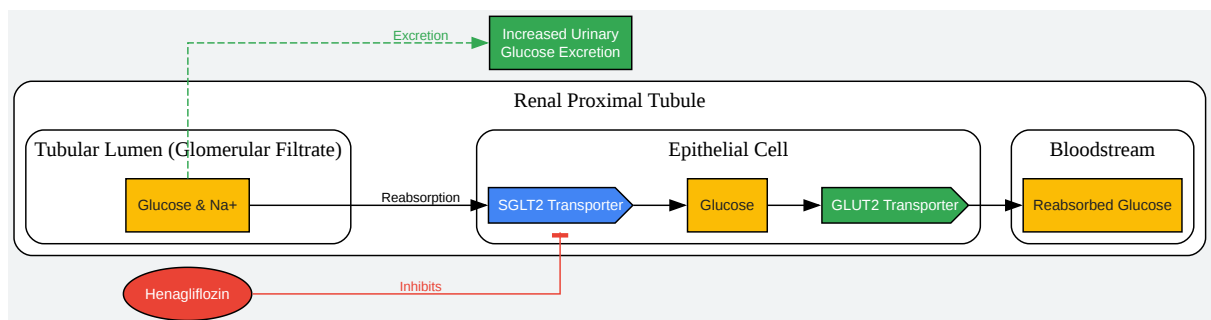 Excretion
Increased Urinary
Glucose Excretion
Renal Proximal Tubule
Tubular Lumen (Glomerular Filtrate)
Epithelial Cell
Bloodstream
Glucose & Na+
Reabsorption
SGLT2 Transporter
Glucose
GLUT2 Transporter
Reabsorbed Glucose
Henagliflozin
Inhibits